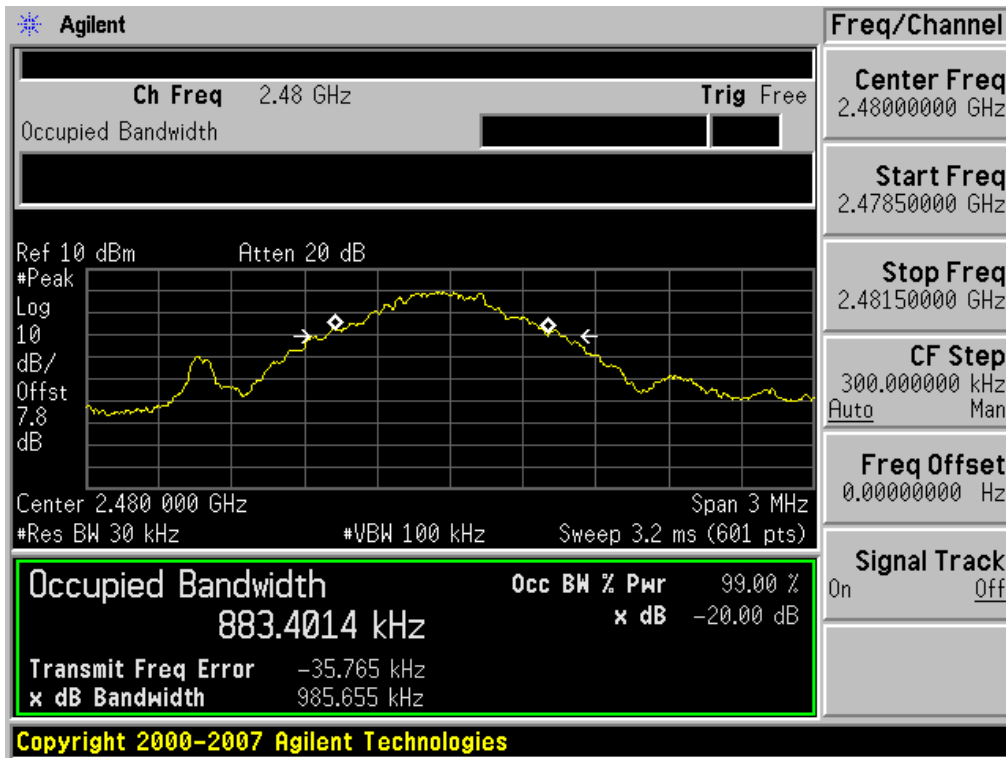 Agilent
Ch Freq 2.48 GHz Trig Free
Occupied Bandwidth
Ref 10 dBm Atten 20 dB
#Peak
Log
10
dB/
Offst
7.8
dB
Center 2.480 000 GHz Span 3 MHz
#Res BW 30 kHz #VBW 100 kHz Sweep 3.2 ms (601 pts)
Occupied Bandwidth Occ BW % Pwr 99.00 %
883.4014 kHz x dB -20.00 dB
Transmit Freq Error -35.765 kHz
x dB Bandwidth 985.655 kHz
Copyright 2000-2007 Agilent Technologies
Freq/Channel
Center Freq
2.48000000 GHz
Start Freq
2.47850000 GHz
Stop Freq
2.48150000 GHz
CF Step
300.000000 kHz
Auto Man
Freq Offset
0.00000000 Hz
Signal Track
On Off